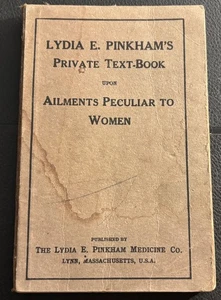 LYDIA E. PINKHAM'S
PRIVATE TEXT-BOOK
UPON
AILMENTS PECULIAR TO
WOMEN
PUBLISHED BY
THE LYDIA E. PINKHAM MEDICINE CO.
LYNN, MASSACHUSETTS, U.S.A.